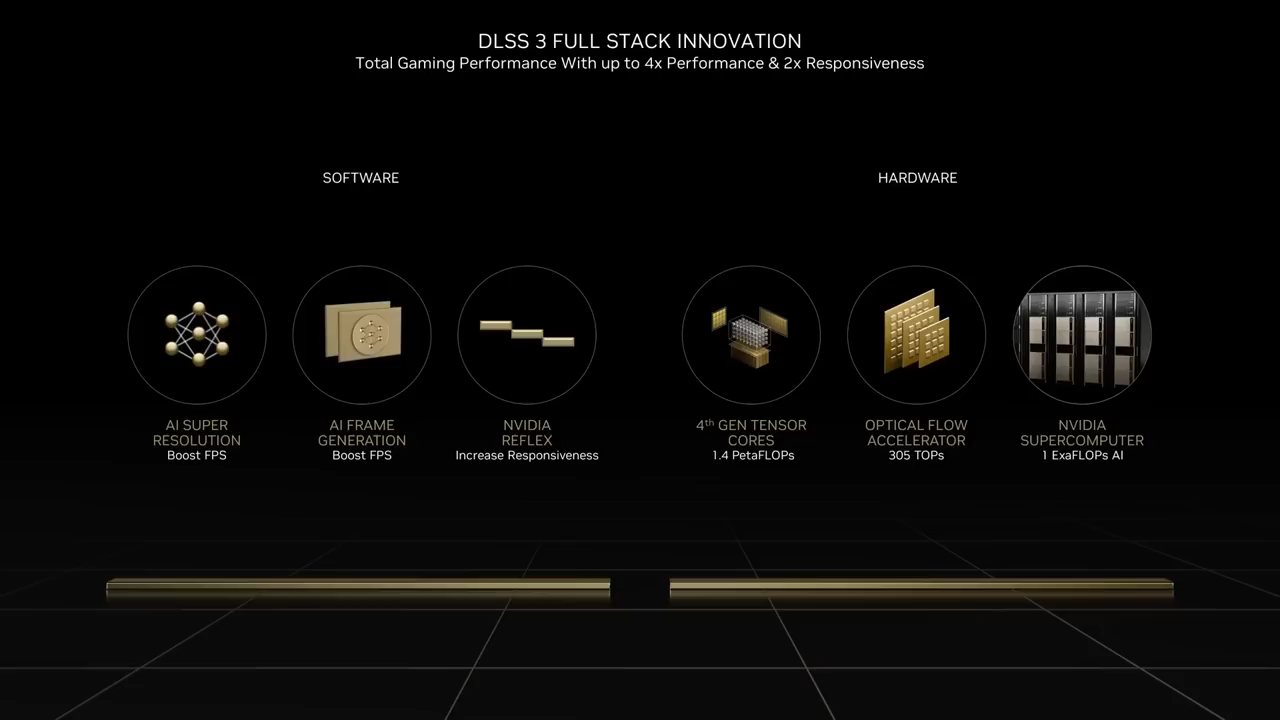 DLSS 3 FULL STACK INNOVATION
Total Gaming Performance With up to 4x Performance & 2x Responsiveness
SOFTWARE
HARDWARE
AI SUPER
RESOLUTION
Boost FPS
AI FRAME
GENERATION
Boost FPS
NVIDIA
REFLEX
Increase Responsiveness
4th GEN TENSOR
CORES
1.4 PetaFLOPs
OPTICAL FLOW
ACCELERATOR
305 TOPs
NVIDIA
SUPERCOMPUTER
1 ExaFLOPs AI